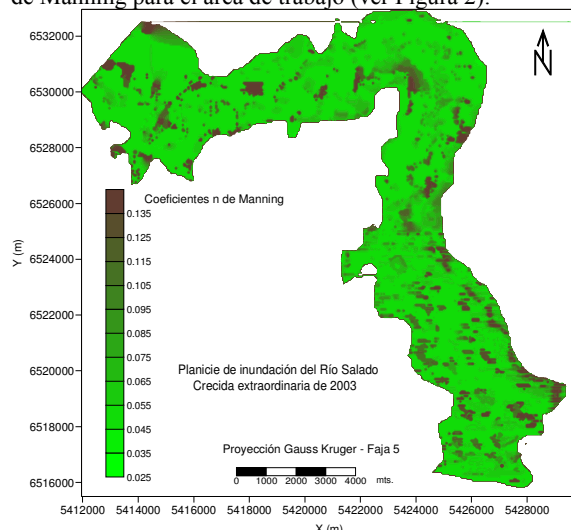 de Manning para el área de trabajo (ver Figura 2).
6532000
6530000
6528000
6526000
6524000
6522000
6520000
6518000
6516000
Y (m)
N
Coeficientes n de Manning
0.135
0.125
0.115
0.105
0.095
0.085
0.075
0.065
0.055
0.045
0.035
0.025
Planicie de inundación del Río Salado
Crecida extraordinaria de 2003
Proyección Gauss Kruger - Faja 5
0 1000 2000 3000 4000 mts.
5412000 5414000 5416000 5418000 5420000 5422000 5424000 5426000 5428000
X (m)